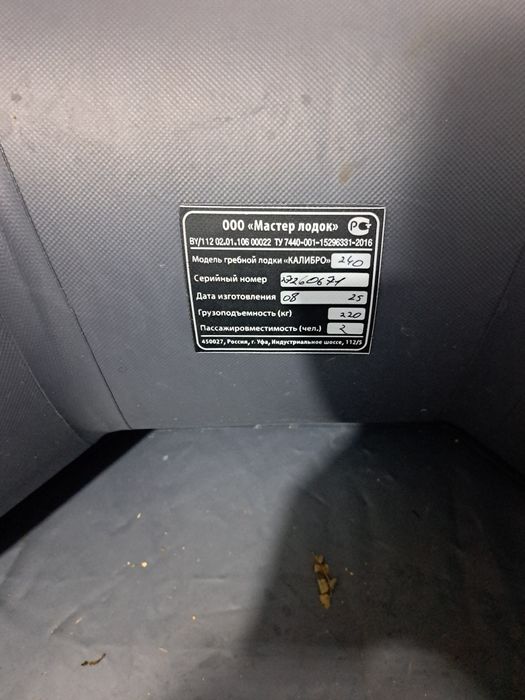 ООО «Мастер лодок» РСТ
BY/112 02.01.106 00022 ТУ 7440-001-15296331-2016
Модель гребной лодки «КАЛИБРО» 240
Серийный номер
Дата изготовления 08 25
Грузоподъемность (кг) 220
Пассажировместимость (чел.) 2
450027, Россия, г. Уфа, Индустриальное шоссе, 112/5